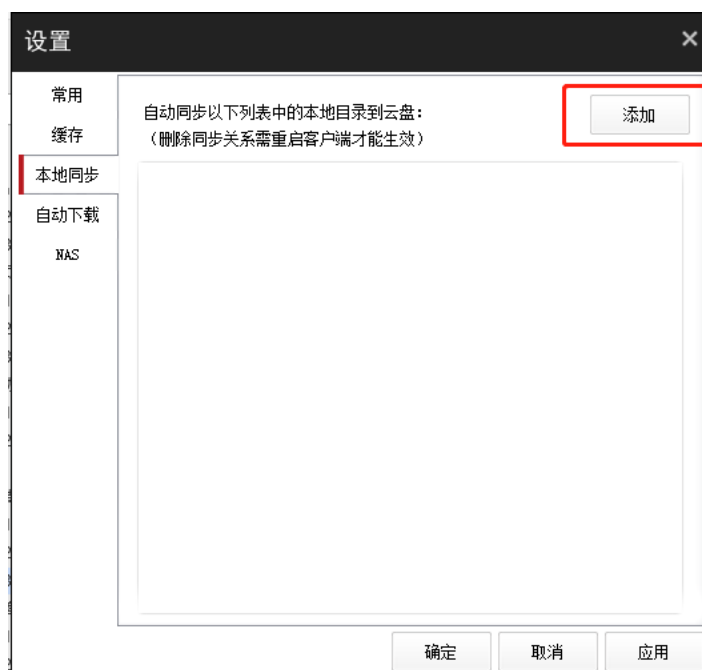 设置
常用
缓存
本地同步
自动下载
NAS
自动同步以下列表中的本地目录到云盘：
（删除同步关系需重启客户端才能生效）
添加
确定
取消
应用